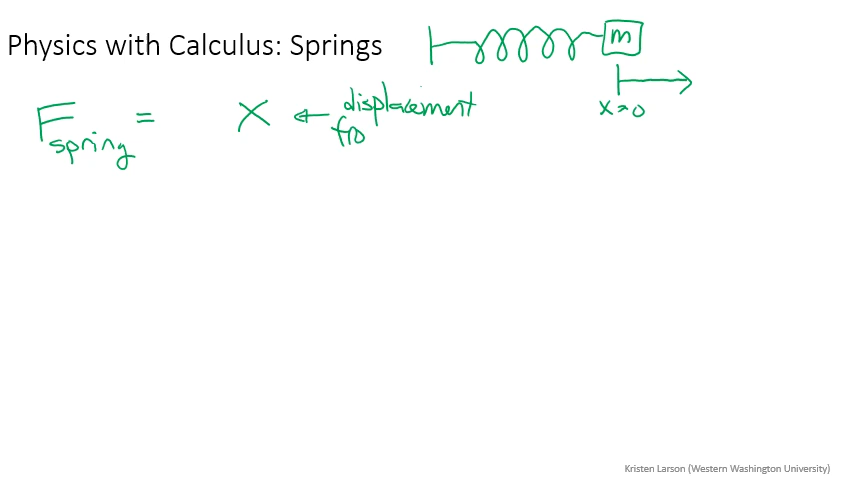 Physics with Calculus: Springs
m
x=0
F spring = x ← displacement
fro
Kristen Larson (Western Washington University)